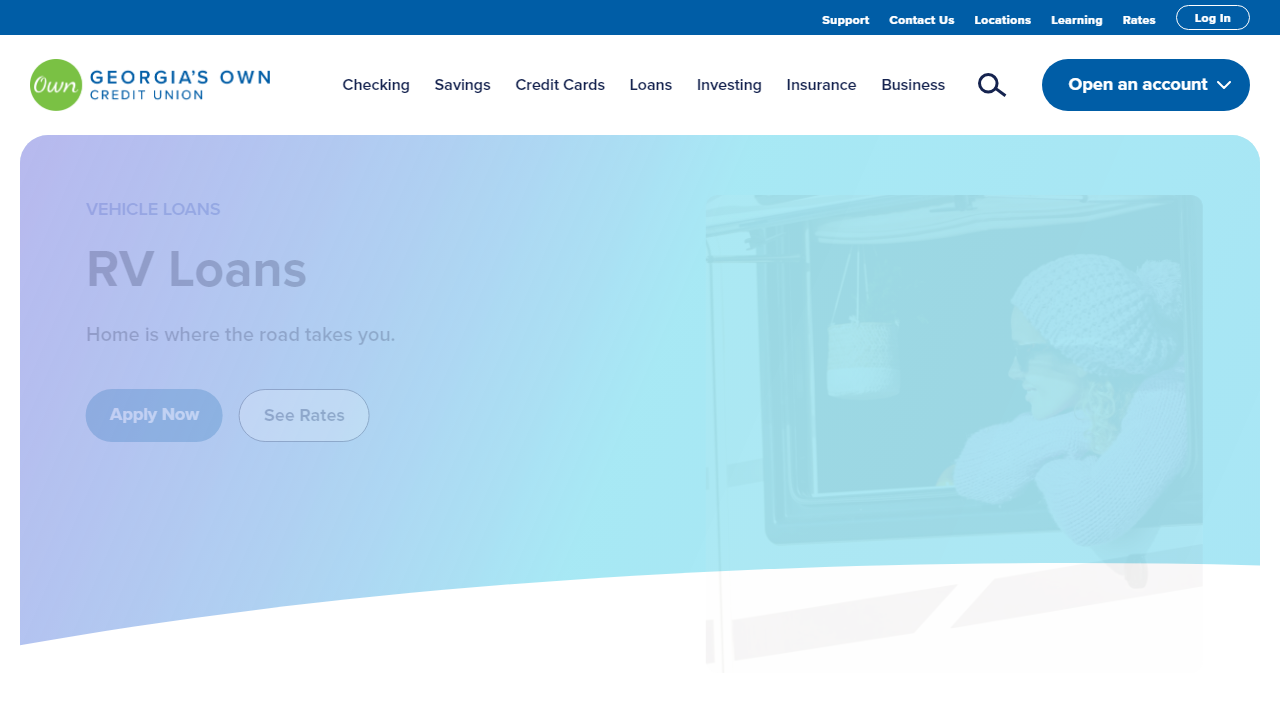 Support Contact Us Locations Learning Rates Log In
Own GEORGIA'S OWN
CREDIT UNION
Checking Savings Credit Cards Loans Investing Insurance Business Open an account
VEHICLE LOANS
RV Loans
Home is where the road takes you.
Apply Now See Rates